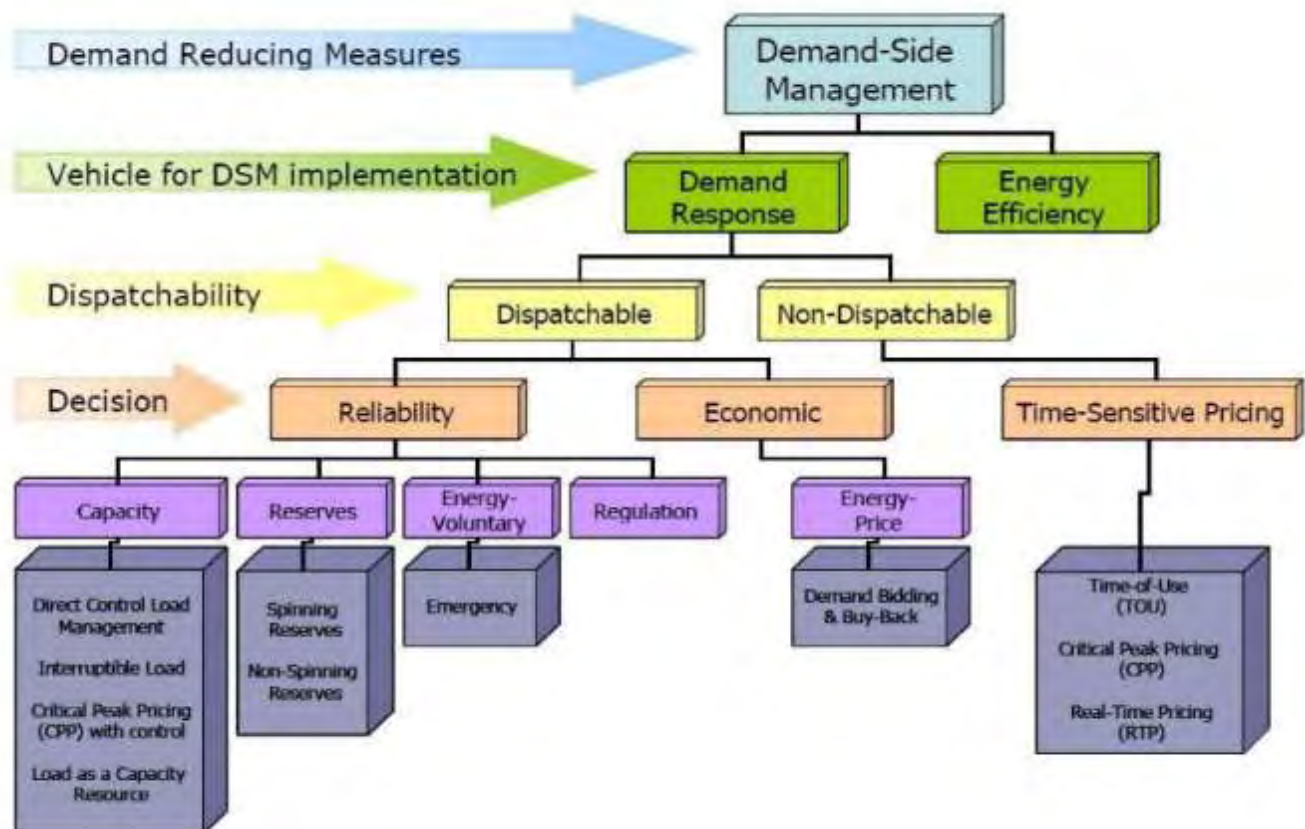 Demand Reducing Measures
Demand-Side
Management
Vehicle for DSM implementation
Demand
Response
Energy
Efficiency
Dispatchability
Dispatchable
Non-Dispatchable
Decision
Reliability
Economic
Time-Sensitive Pricing
Capacity
Reserves
Energy-
Voluntary
Regulation
Energy-
Price
Direct Control Load
Management
Interruptible Load
Critical Peak Pricing
(CPP) with control
Load as a Capacity
Resource
Spinning
Reserves
Non-Spinning
Reserves
Emergency
Demand Bidding
& Buy-Back
Time-of-Use
(TOU)
Critical Peak Pricing
(CPP)
Real-Time Pricing
(RTP)